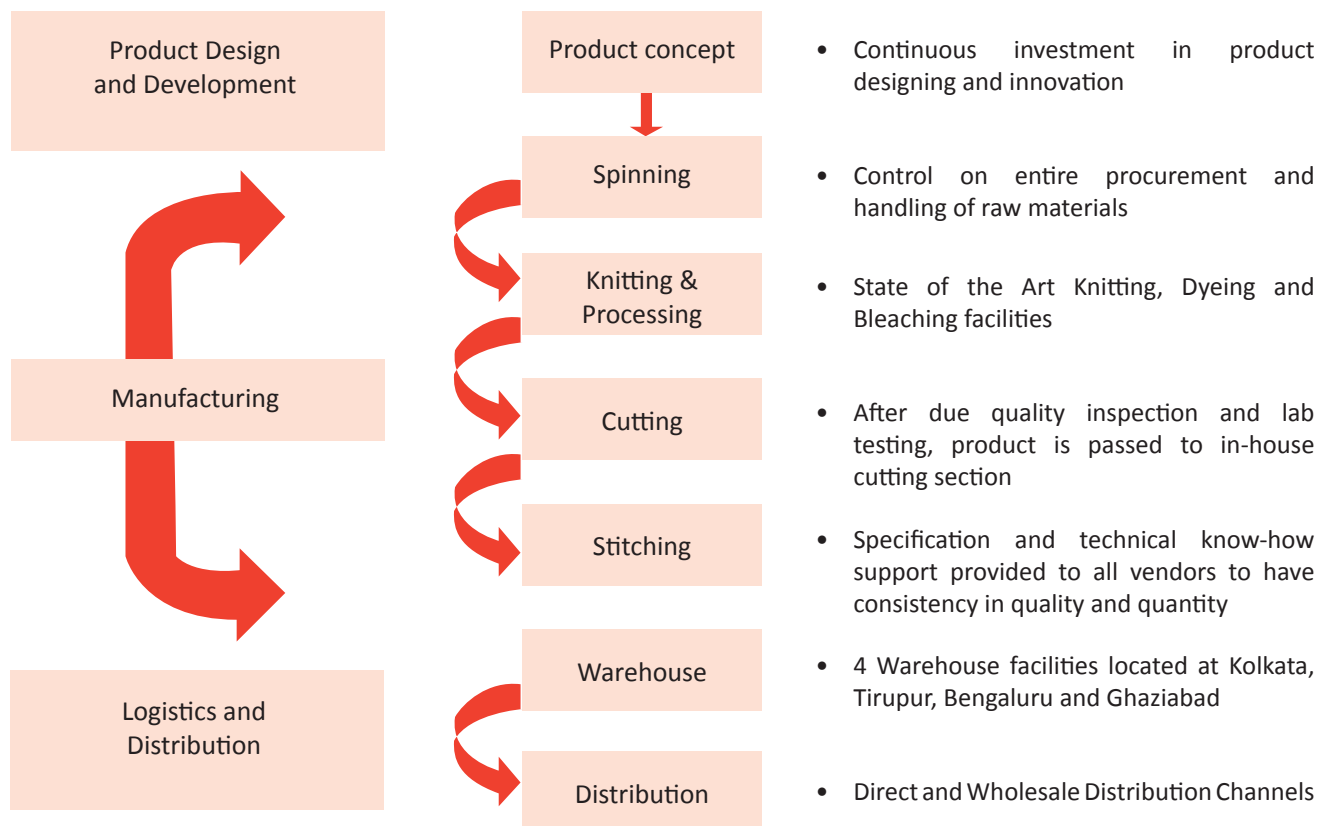 Product Design
and Development
Manufacturing
Logistics and
Distribution
Product concept
Spinning
Knitting &
Processing
Cutting
Stitching
Warehouse
Distribution
• Continuous investment in product
designing and innovation
• Control on entire procurement and
handling of raw materials
• State of the Art Knitting, Dyeing and
Bleaching facilities
• After due quality inspection and lab
testing, product is passed to in-house
cutting section
• Specification and technical know-how
support provided to all vendors to have
consistency in quality and quantity
• 4 Warehouse facilities located at Kolkata,
Tirupur, Bengaluru and Ghaziabad
• Direct and Wholesale Distribution Channels